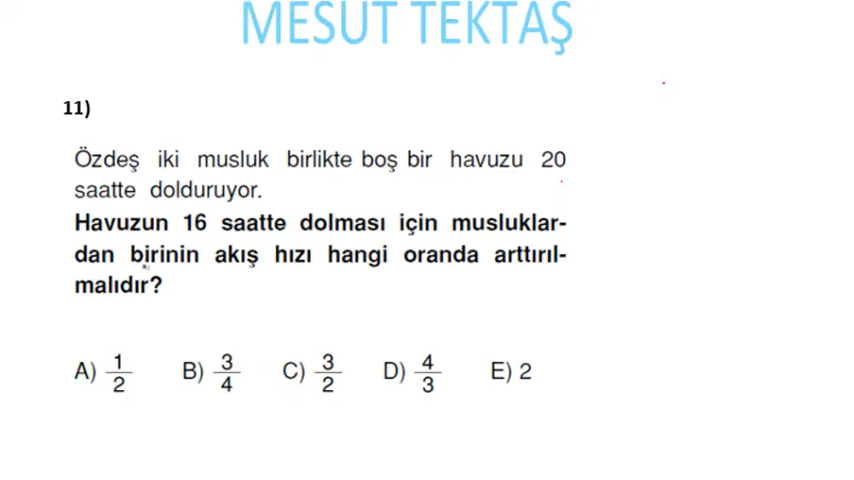 MESUT TEKTAŞ
11)
Özdeş iki musluk birlikte boş bir havuzu 20
saatte dolduruyor.
Havuzun 16 saatte dolması için musluklar-
dan birinin akış hızı hangi oranda arttırıl-
malıdır?
A) 1/2 B) 3/4 C) 3/2 D) 4/3 E) 2